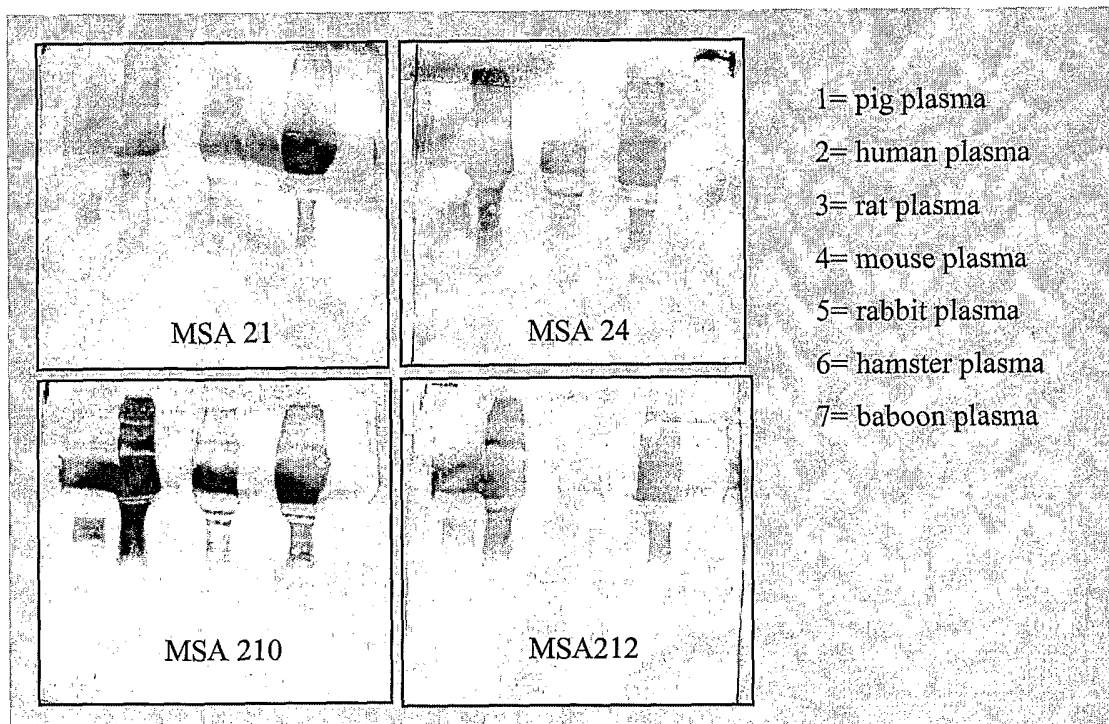 MSA 21
MSA 24
MSA 210
MSA212
1= pig plasma
2= human plasma
3= rat plasma
4= mouse plasma
5= rabbit plasma
6= hamster plasma
7= baboon plasma